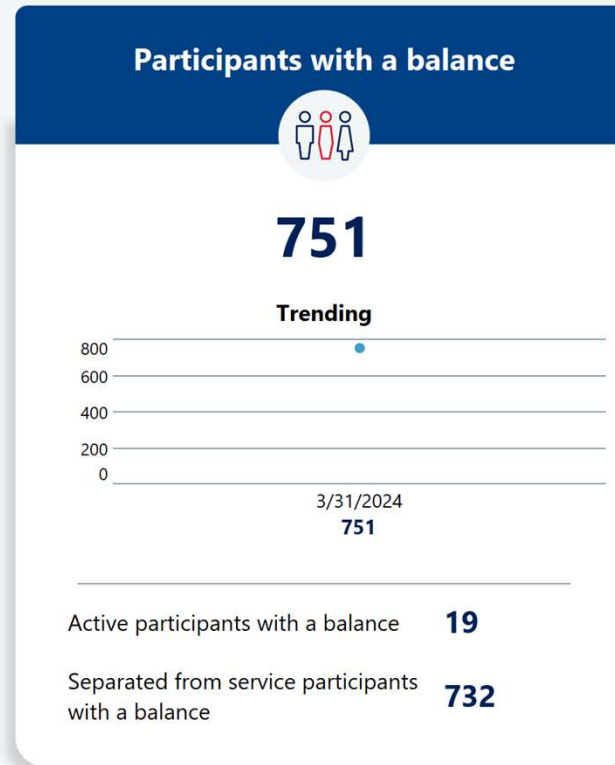 Participants with a balance
751
Trending
800
600
400
200
0
3/31/2024
751
Active participants with a balance 19
Separated from service participants
with a balance 732